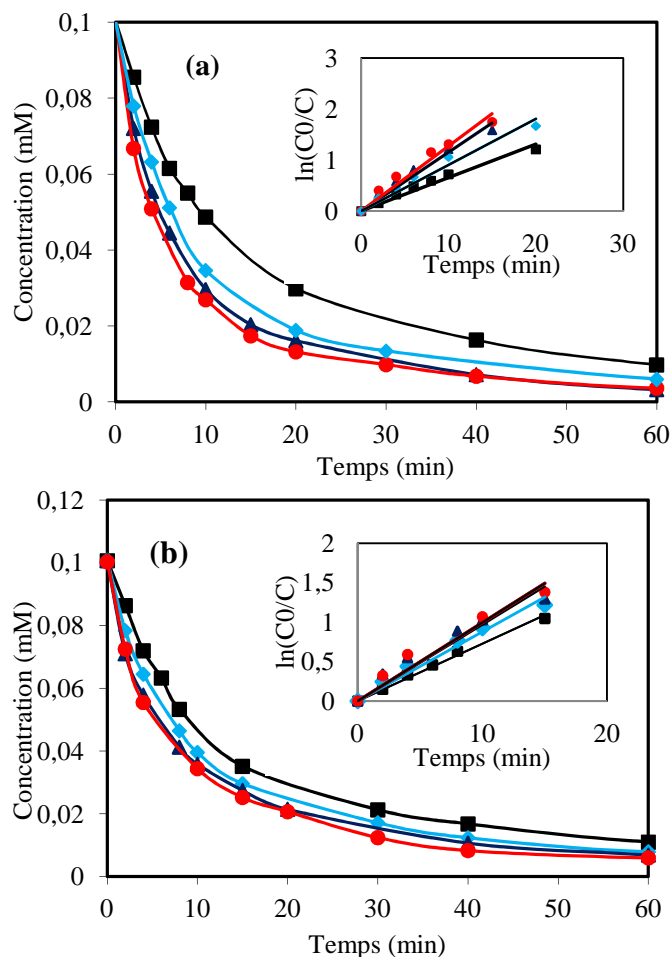 (a)
Concentration (mM)
0,1
0,08
0,06
0,04
0,02
0
0 10 20 30 40 50 60
Temps (min)
ln(C0/C)
3
2
1
0
0 10 20 30
Temps (min)
(b)
Concentration (mM)
0,12
0,1
0,08
0,06
0,04
0,02
0
0 10 20 30 40 50 60
Temps (min)
ln(C0/C)
2
1,5
1
0,5
0
0 10 20
Temps (min)